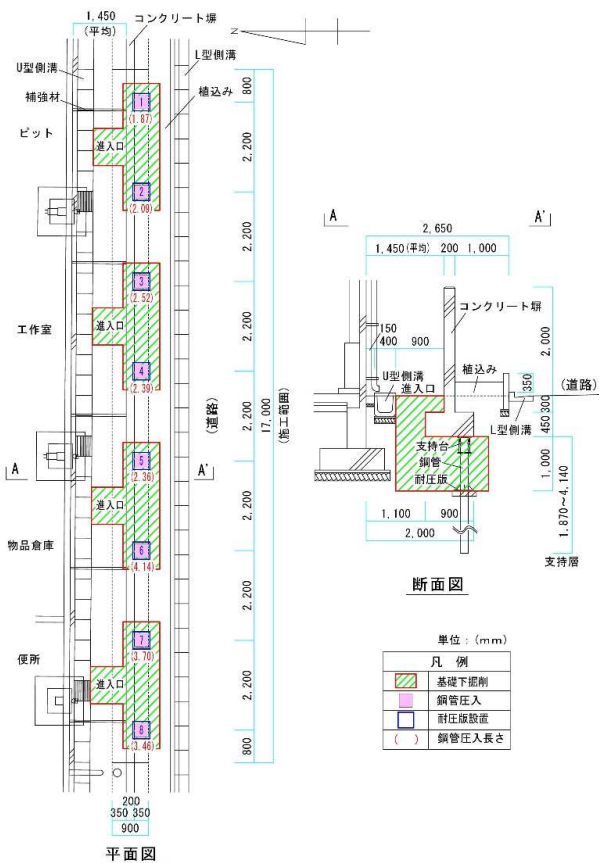 1,450
(平均)
コンクリート塀
L型側溝
U型側溝
植込み
補強材
ピット
N
800
1
(1.87)
進入口
2,200
2
(2.09)
2,200
3
(2.52)
工作室
進入口
2,200
4
(2.39)
(道路)
17,000
(施工範囲)
2,200
5
(2.36)
A
A'
進入口
2,200
物品倉庫
6
(4.14)
2,200
7
(3.70)
便所
進入口
2,200
8
(3.46)
800
200
350 350
900
平面図
A
A'
2,650
1,450(平均) 200 1,000
コンクリート塀
150
400 900
2,000
U型側溝
進入口
植込み
350
(道路)
L型側溝
300
450
支持台
鋼管
耐圧版
1,000
1,870〜4,140
1,100 900
2,000
支持層
断面図
単位:(mm)
凡 例
基礎下掘削
鋼管圧入
耐圧版設置
( ) 鋼管圧入長さ